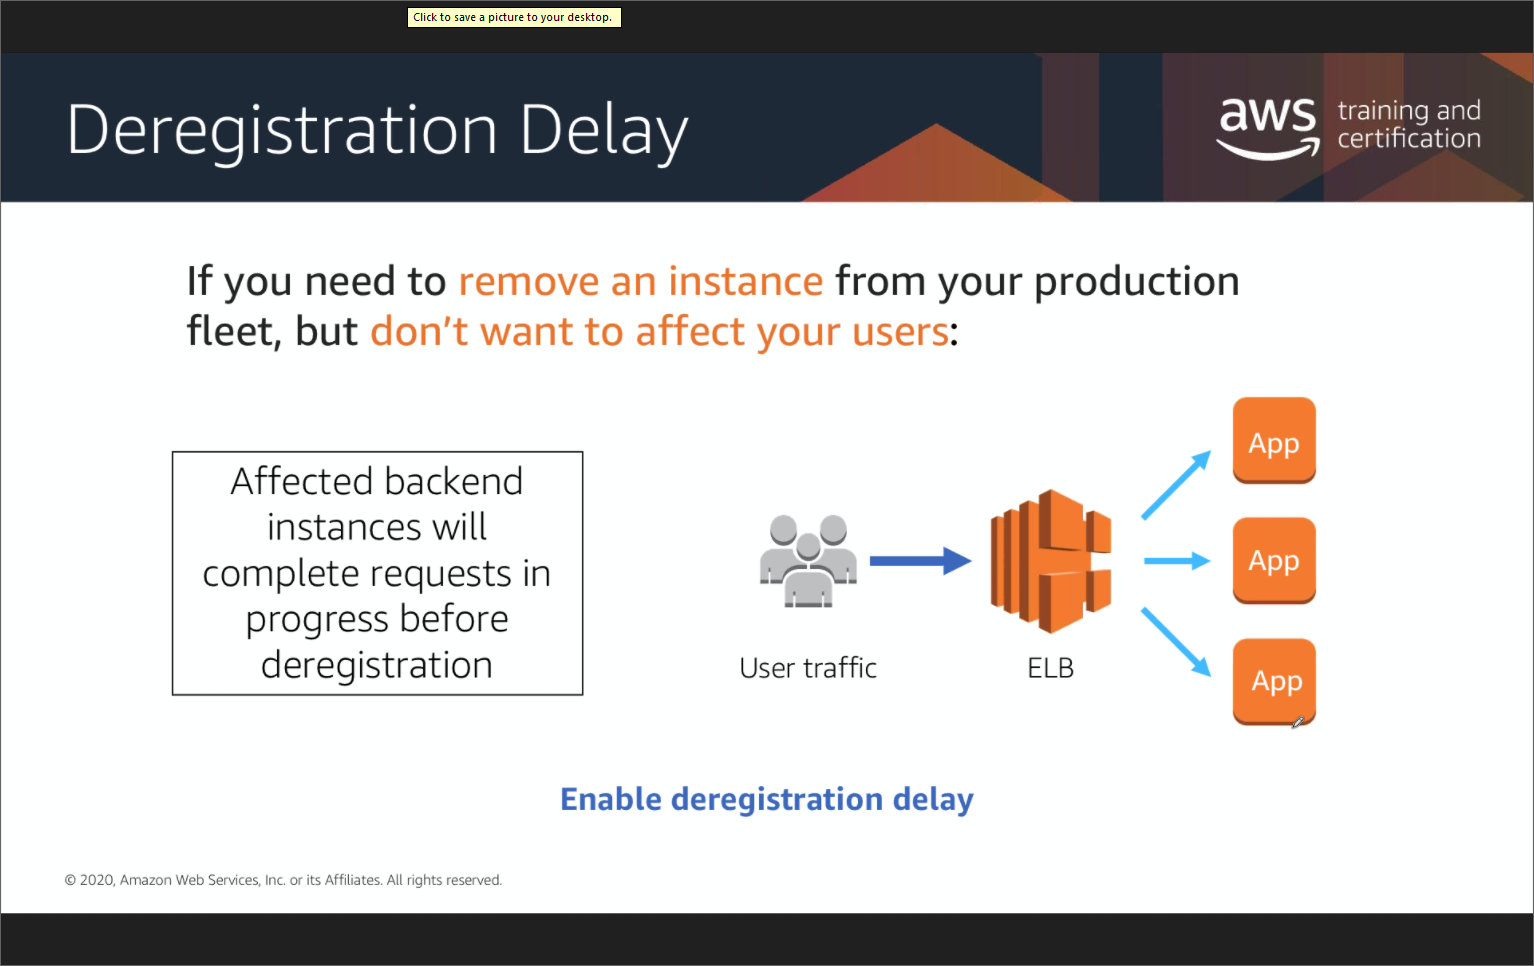 Click to save a picture to your desktop.
Deregistration Delay
aws training and
certification
If you need to remove an instance from your production
fleet, but don't want to affect your users:
Affected backend
instances will
complete requests in
progress before
deregistration
User traffic
ELB
App
App
App
Enable deregistration delay
© 2020, Amazon Web Services, Inc. or its Affiliates. All rights reserved.